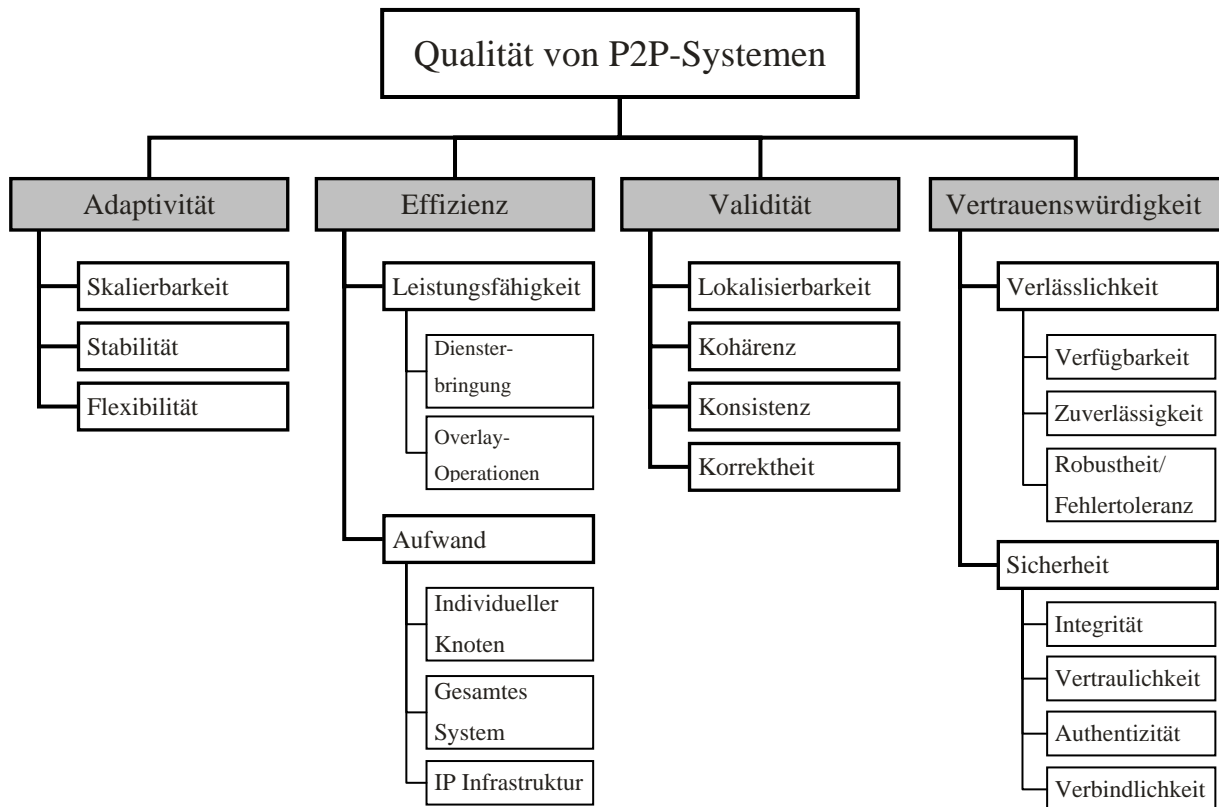 Qualität von P2P-Systemen
Adaptivität
Skalierbarkeit
Stabilität
Flexibilität
Effizienz
Leistungsfähigkeit
Dienster-
bringung
Overlay-
Operationen
Aufwand
Individueller
Knoten
Gesamtes
System
IP Infrastruktur
Validität
Lokalisierbarkeit
Kohärenz
Konsistenz
Korrektheit
Vertrauenswürdigkeit
Verlässlichkeit
Verfügbarkeit
Zuverlässigkeit
Robustheit/
Fehlertoleranz
Sicherheit
Integrität
Vertraulichkeit
Authentizität
Verbindlichkeit